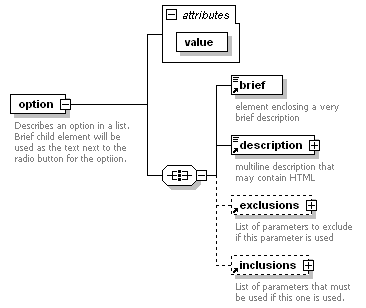 attributes
value
option
Describes an option in a list.
Brief child element will be
used as the text next to the
radio button for the optiion.
brief
element enclosing a very
brief description
description
multiline description that
may contain HTML
exclusions
List of parameters to exclude
if this parameter is used
inclusions
List of parameters that must
be used if this one is used.